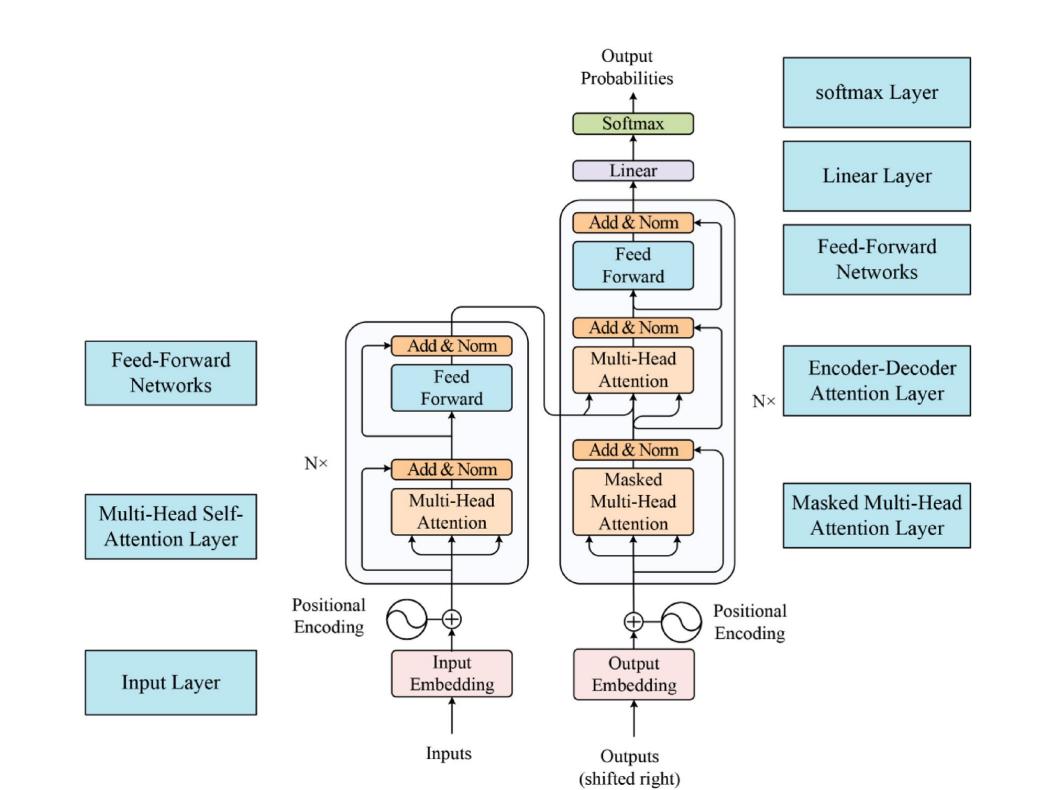 Output
Probabilities
Softmax
Linear
Add & Norm
Feed
Forward
Add & Norm
Multi-Head
Attention
Add & Norm
Masked
Multi-Head
Attention
N×
Positional
Encoding
Output
Embedding
Outputs
(shifted right)
Add & Norm
Feed
Forward
Add & Norm
Multi-Head
Attention
N×
Positional
Encoding
Input
Embedding
Inputs
Feed-Forward
Networks
Multi-Head Self-
Attention Layer
Input Layer
softmax Layer
Linear Layer
Feed-Forward
Networks
Encoder-Decoder
Attention Layer
Masked Multi-Head
Attention Layer